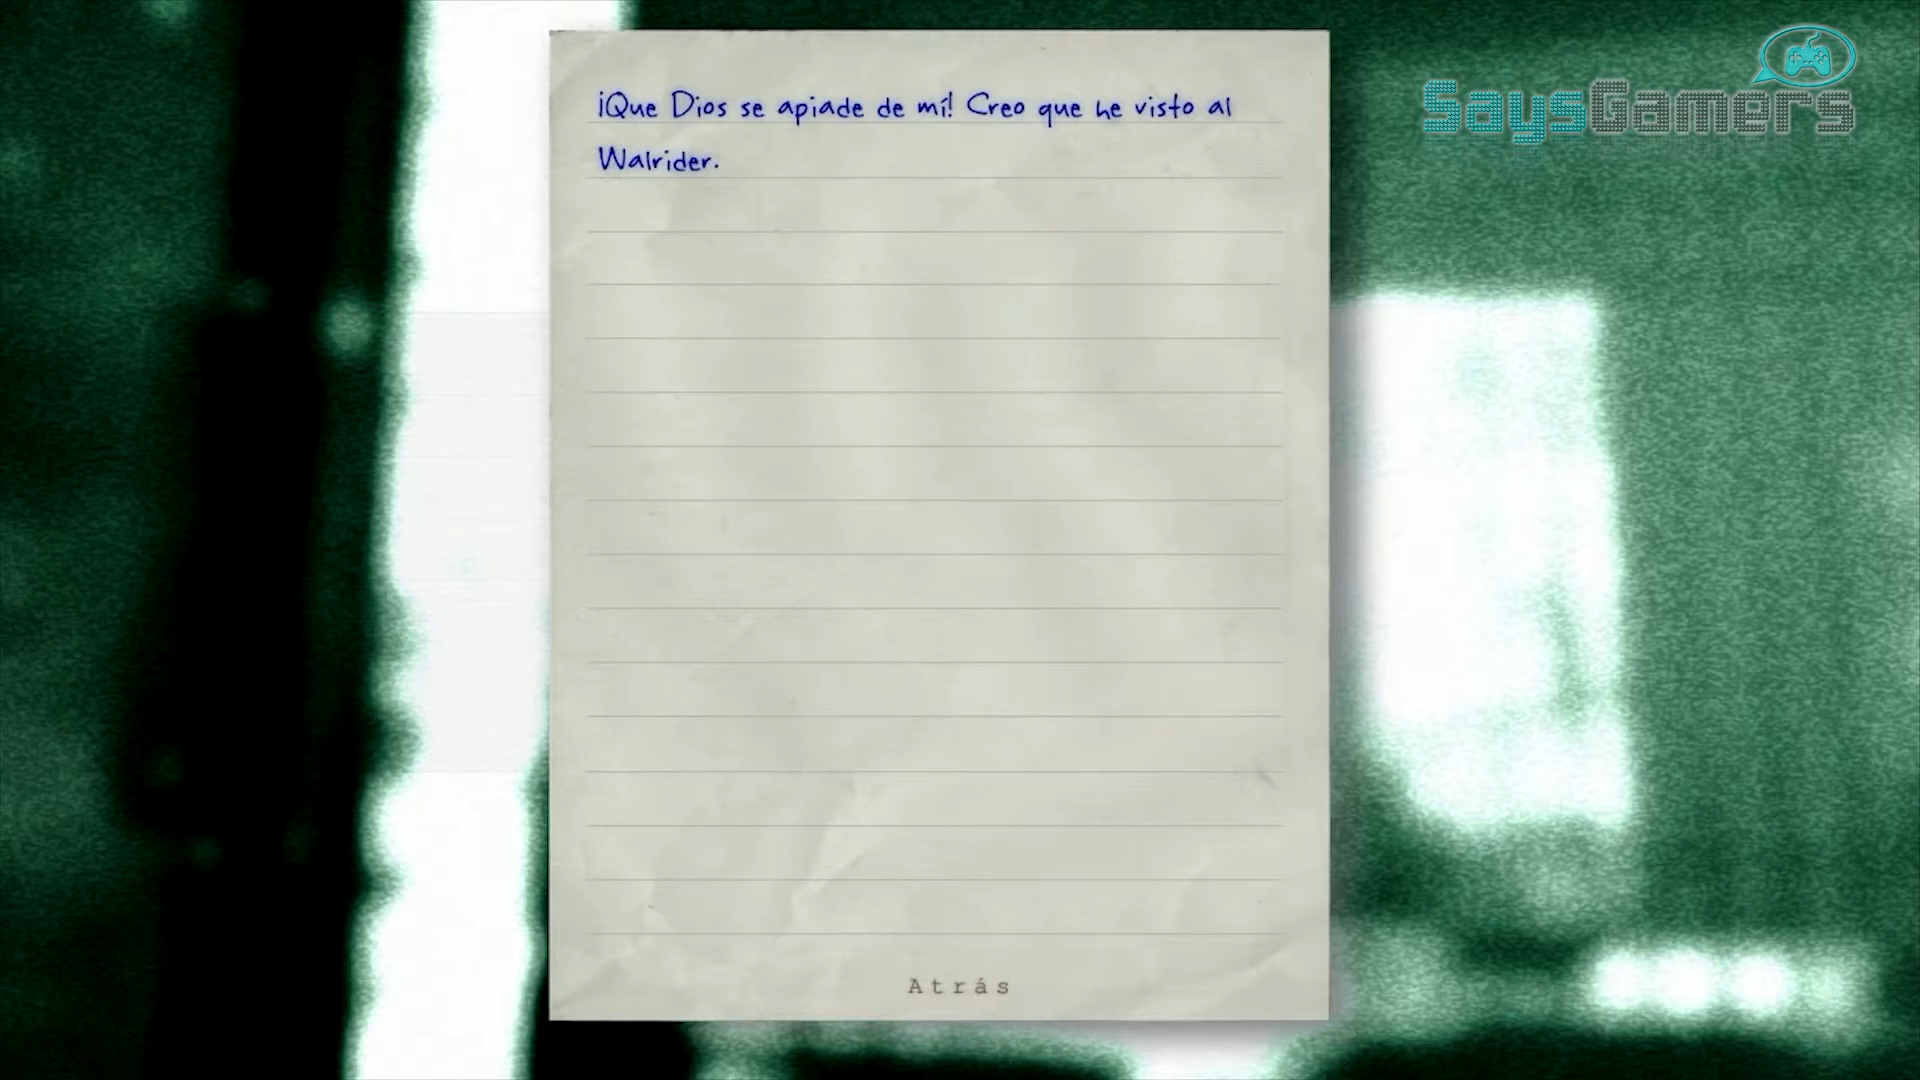 ¡Que Dios se apiade de mí! Creo que he visto al
Walrider.
Atrás
SaysGamers